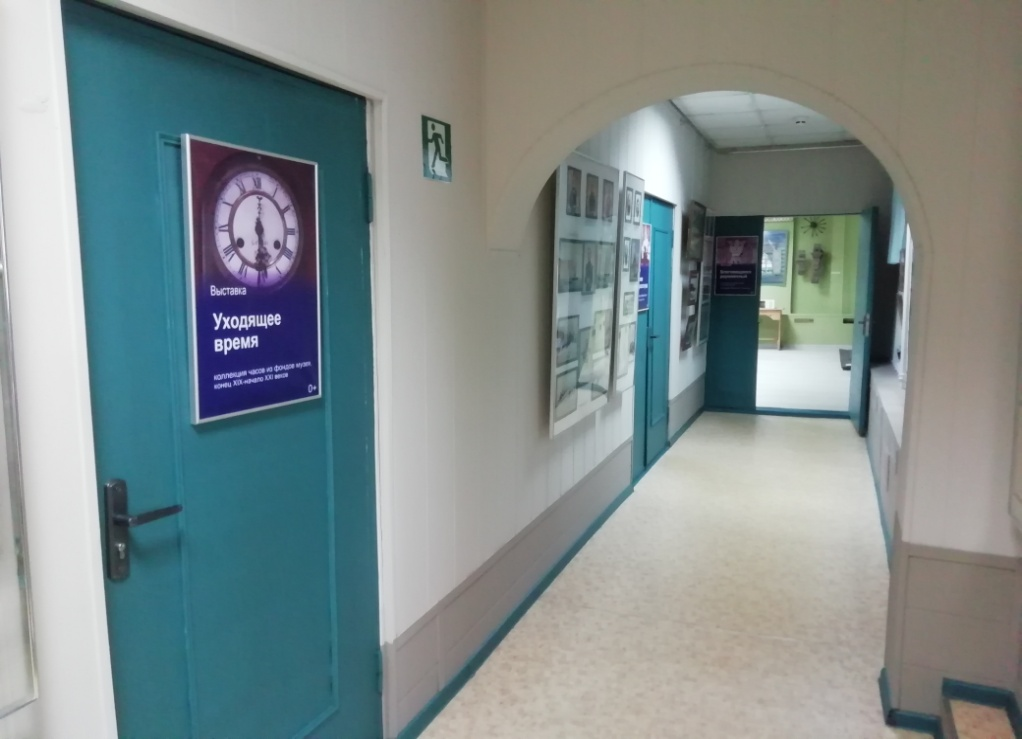 Выставка
Уходящее
время
коллекция часов из фондов музея,
конец XIX-начало XXI веков
0+